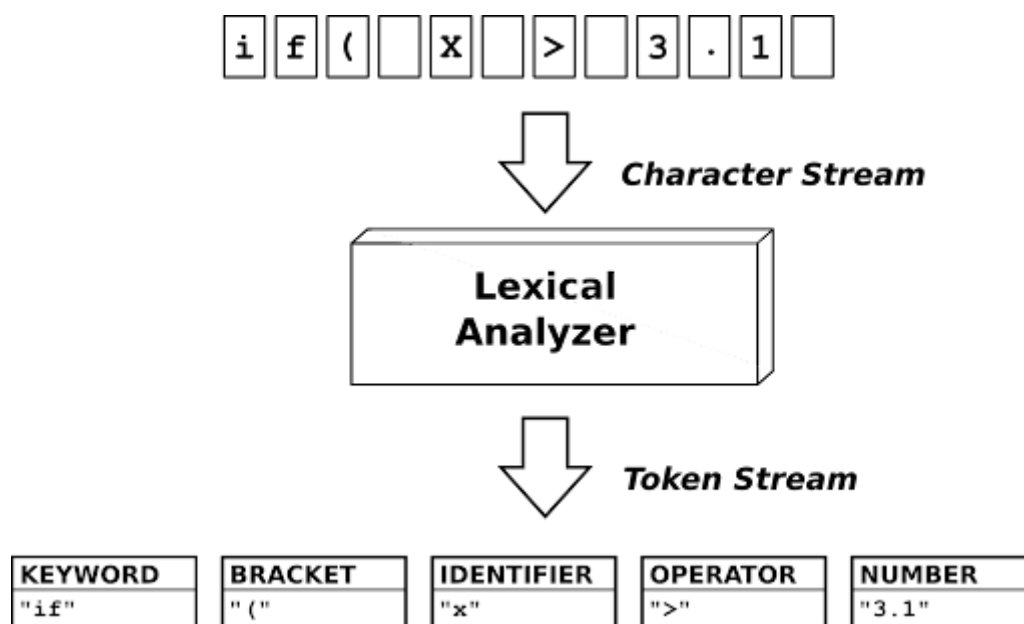 i f ( X > 3 . 1
Character Stream
Lexical
Analyzer
Token Stream
KEYWORD BRACKET IDENTIFIER OPERATOR NUMBER
"if" "(" "x" ">" "3.1"